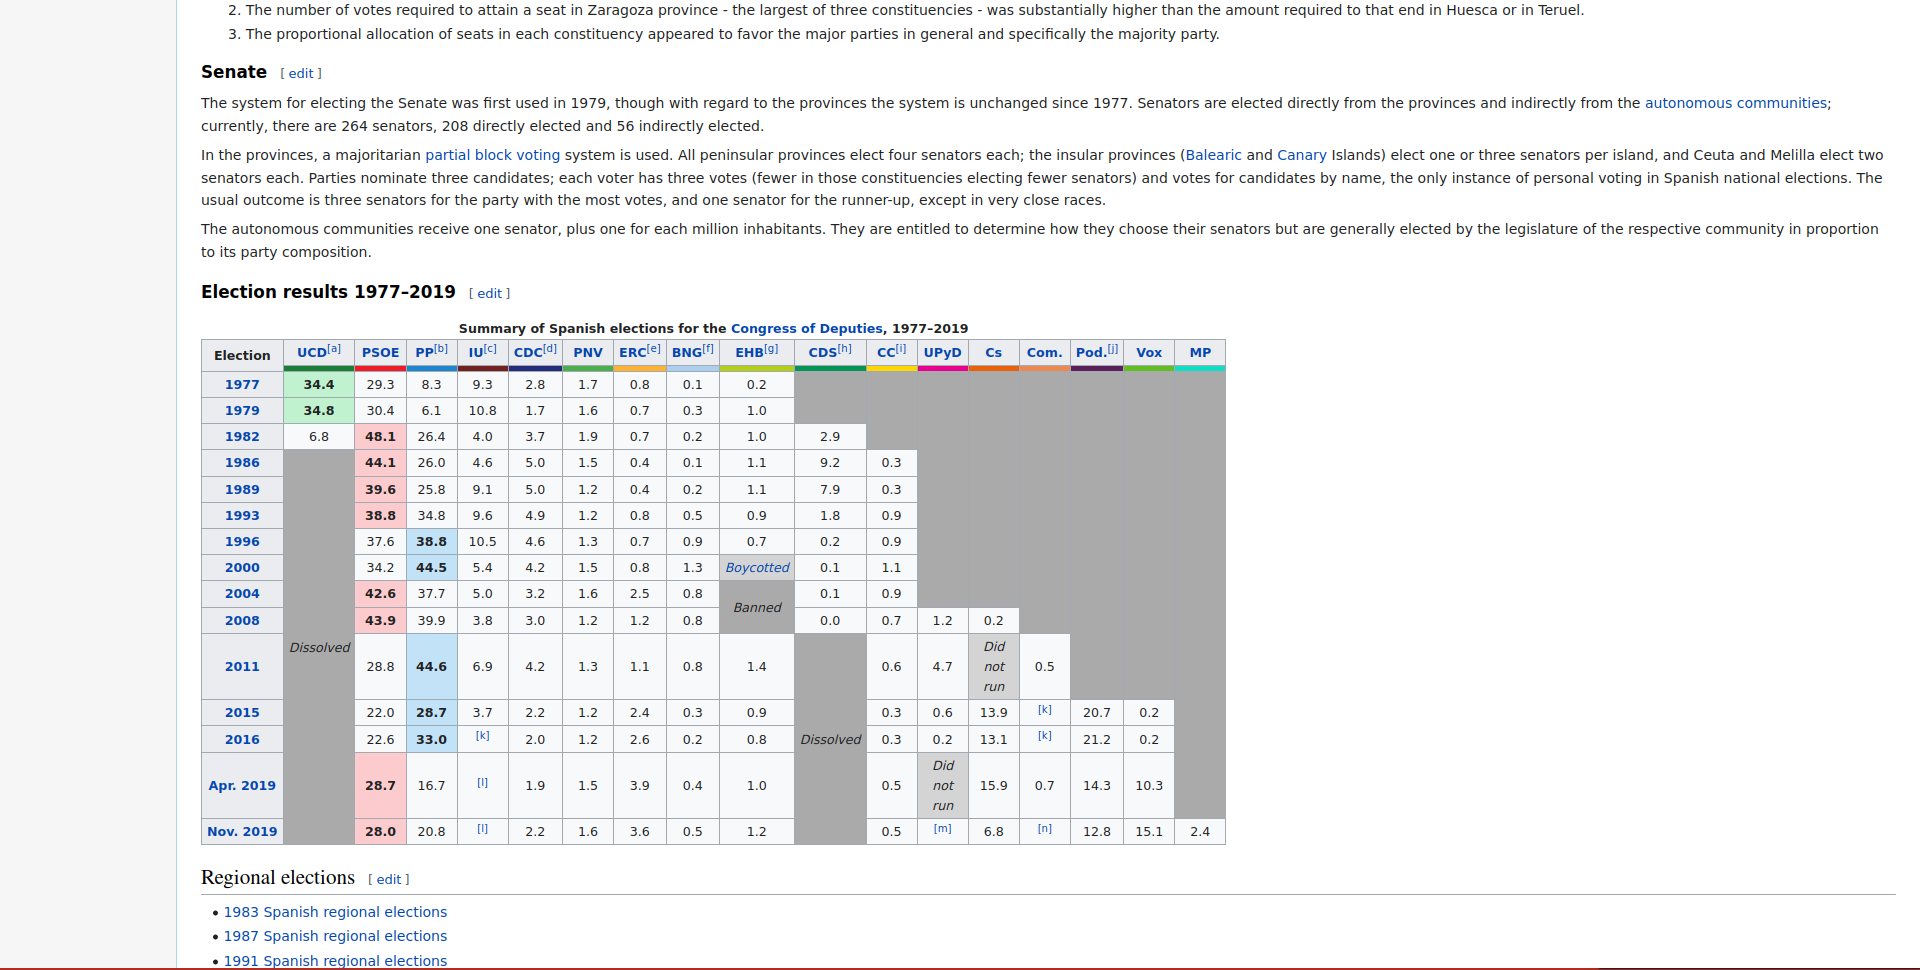 2. The number of votes required to attain a seat in Zaragoza province - the largest of three constituencies - was substantially higher than the amount required to that end in Huesca or in Teruel.
3. The proportional allocation of seats in each constituency appeared to favor the major parties in general and specifically the majority party.
Senate [ edit ]
The system for electing the Senate was first used in 1979, though with regard to the provinces the system is unchanged since 1977. Senators are elected directly from the provinces and indirectly from the autonomous communities;
currently, there are 264 senators, 208 directly elected and 56 indirectly elected.
In the provinces, a majoritarian partial block voting system is used. All peninsular provinces elect four senators each; the insular provinces (Balearic and Canary Islands) elect one or three senators per island, and Ceuta and Melilla elect two
senators each. Parties nominate three candidates; each voter has three votes (fewer in those constituencies electing fewer senators) and votes for candidates by name, the only instance of personal voting in Spanish national elections. The
usual outcome is three senators for the party with the most votes, and one senator for the runner-up, except in very close races.
The autonomous communities receive one senator, plus one for each million inhabitants. They are entitled to determine how they choose their senators but are generally elected by the legislature of the respective community in proportion
to its party composition.
Election results 1977–2019 [ edit ]
Summary of Spanish elections for the Congress of Deputies, 1977–2019
Election UCD[a] PSOE PP[b] IU[c] CDC[d] PNV ERC[e] BNG[f] EHB[g] CDS[h] CC[i] UPyD Cs Com. Pod.[j] Vox MP
1977 34.4 29.3 8.3 9.3 2.8 1.7 0.8 0.1 0.2
1979 34.8 30.4 6.1 10.8 1.7 1.6 0.7 0.3 1.0
1982 6.8 48.1 26.4 4.0 3.7 1.9 0.7 0.2 1.0 2.9
1986 44.1 26.0 4.6 5.0 1.5 0.4 0.1 1.1 9.2 0.3
1989 39.6 25.8 9.1 5.0 1.2 0.4 0.2 1.1 7.9 0.3
1993 38.8 34.8 9.6 4.9 1.2 0.8 0.5 0.9 1.8 0.9
1996 37.6 38.8 10.5 4.6 1.3 0.7 0.9 0.7 0.2 0.9
2000 34.2 44.5 5.4 4.2 1.5 0.8 1.3 Boycotted 0.1 1.1
2004 42.6 37.7 5.0 3.2 1.6 2.5 0.8 Banned 0.1 0.9
2008 43.9 39.9 3.8 3.0 1.2 1.2 0.8 0.0 0.7 1.2 0.2
2011 Dissolved 28.8 44.6 6.9 4.2 1.3 1.1 0.8 1.4 0.6 4.7 Did not run 0.5
2015 22.0 28.7 3.7 2.2 1.2 2.4 0.3 0.9 0.3 0.6 13.9 [k] 20.7 0.2
2016 22.6 33.0 [k] 2.0 1.2 2.6 0.2 0.8 Dissolved 0.3 0.2 13.1 [k] 21.2 0.2
Apr. 2019 28.7 16.7 [l] 1.9 1.5 3.9 0.4 1.0 0.5 Did not run 15.9 0.7 14.3 10.3
Nov. 2019 28.0 20.8 [l] 2.2 1.6 3.6 0.5 1.2 0.5 [m] 6.8 [n] 12.8 15.1 2.4
Regional elections [ edit ]
• 1983 Spanish regional elections
• 1987 Spanish regional elections
• 1991 Spanish regional elections